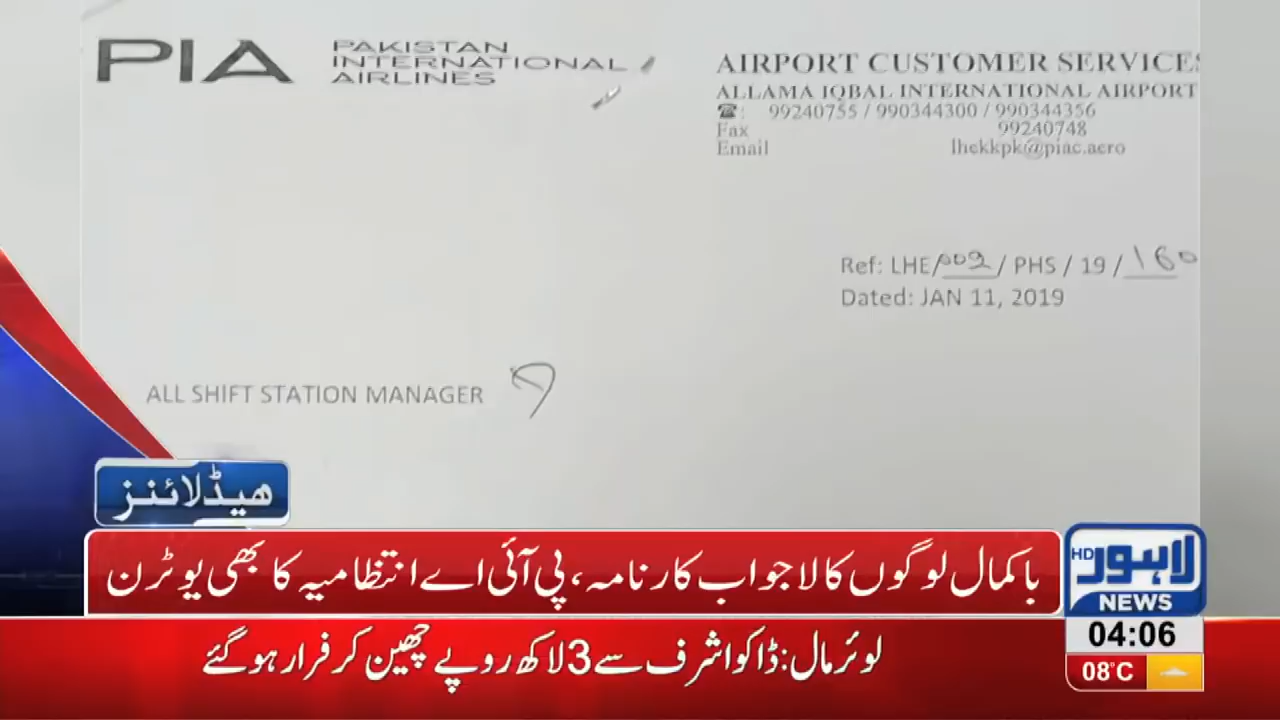 PIA PAKISTAN
INTERNATIONAL
AIRLINES
AIRPORT CUSTOMER SERVICES
ALLAMA IQBAL INTERNATIONAL AIRPORT
☎: 99240755 / 990344300 / 990344356
Fax 99240748
Email lhekkpk@piac.aero
Ref: LHE/002/ PHS / 19 / 160
Dated: JAN 11, 2019
ALL SHIFT STATION MANAGER
ھیڈلائنز
باکمال لوگوں کا لاجواب کارنامہ، پی آئی اے انتظامیہ کا بھی یوٹرن
لاہور HD
NEWS
04:06
08°C
لوئر مال: ڈاکو اشرف سے 3 لاکھ روپے چھین کر فرار ہوگئے